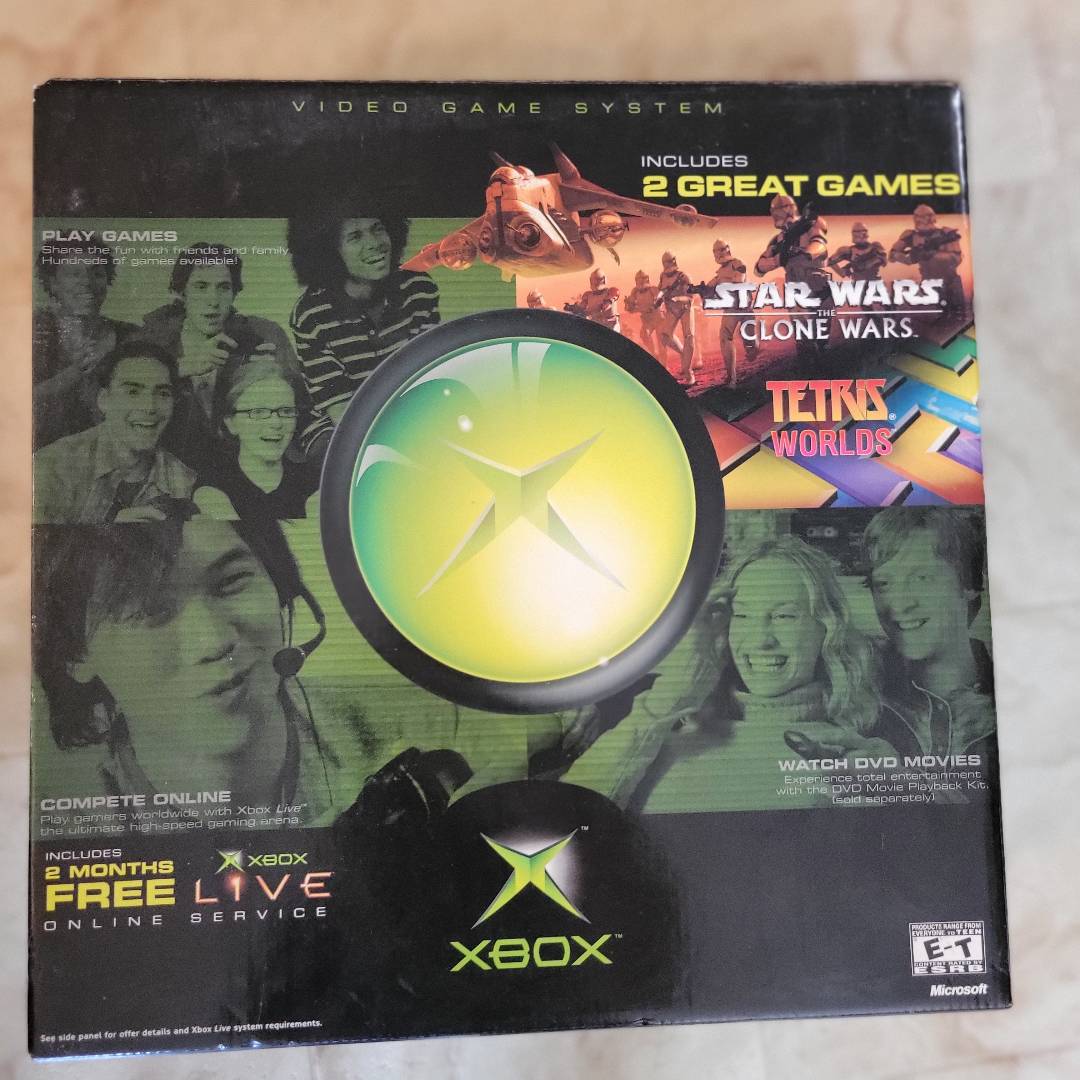 VIDEO GAME SYSTEM
INCLUDES
2 GREAT GAMES
PLAY GAMES
Share the fun with friends and family.
Hundreds of games available!
STAR WARS®
THE
CLONE WARS™
TETRIS®
WORLDS
WATCH DVD MOVIES
Experience total entertainment
with the DVD Movie Playback Kit.
(sold separately)
COMPETE ONLINE
Play gamers worldwide with Xbox Live™
the ultimate high-speed gaming arena.
INCLUDES
2 MONTHS
FREE
XBOX
LIVE
ONLINE SERVICE
™
XBOX™
PRODUCTS RANGE FROM
EVERYONE TO TEEN
E-T
CONTENT RATED BY
ESRB
Microsoft
See side panel for offer details and Xbox Live system requirements.